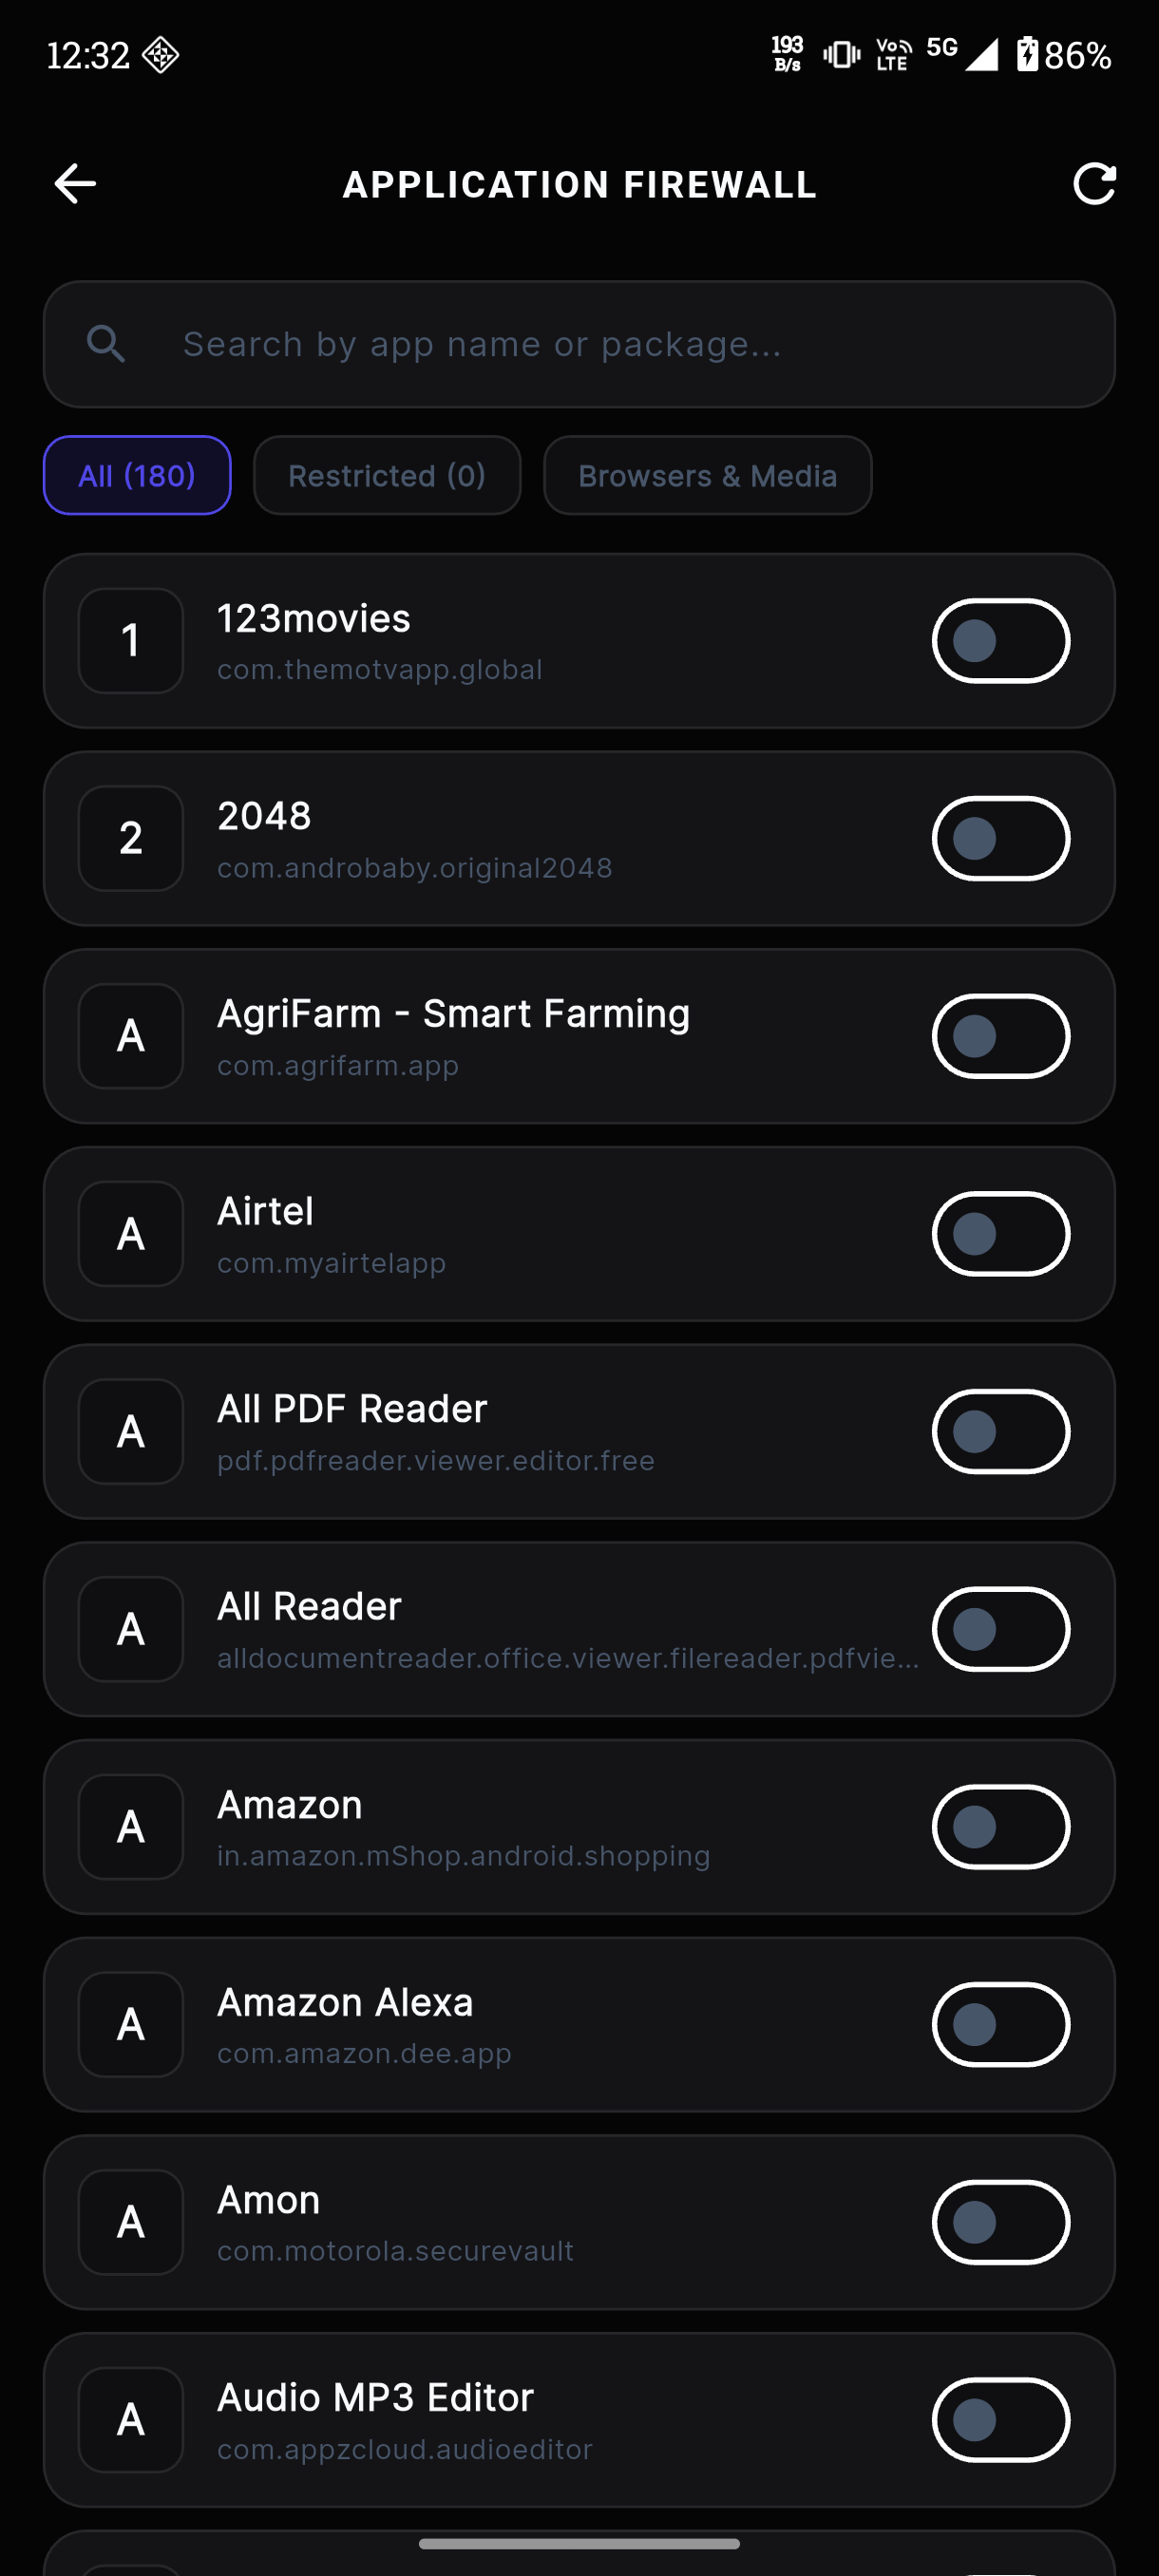 12:32
193 B/s
VoLTE
5G
86%
APPLICATION FIREWALL
Search by app name or package...
All (180)
Restricted (0)
Browsers & Media
1
123movies
com.themotvapp.global
2
2048
com.androbaby.original2048
A
AgriFarm - Smart Farming
com.agrifarm.app
A
Airtel
com.myairtelapp
A
All PDF Reader
pdf.pdfreader.viewer.editor.free
A
All Reader
alldocumentreader.office.viewer.filereader.pdfvie...
A
Amazon
in.amazon.mShop.android.shopping
A
Amazon Alexa
com.amazon.dee.app
A
Amon
com.motorola.securevault
A
Audio MP3 Editor
com.appzcloud.audioeditor